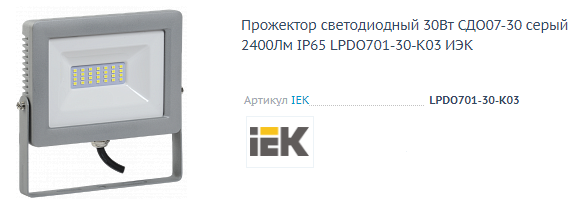 Прожектор светодиодный 30Вт СДО07-30 серый
2400Лм IP65 LPDO701-30-K03 ИЭК
Артикул IEK LPDO701-30-K03
iEK